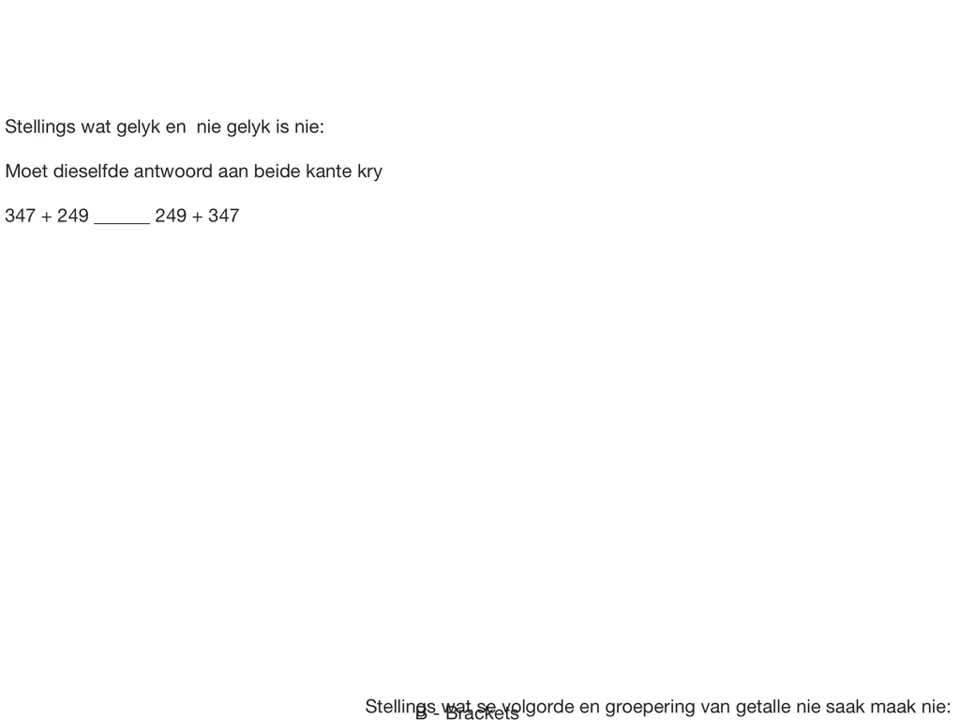 Stellings wat gelyk en  nie gelyk is nie:
Moet dieselfde antwoord aan beide kante kry
347 + 249 ______ 249 + 347
Stellings wat se volgorde en groepering van getalle nie saak maak nie:
B - Brackets